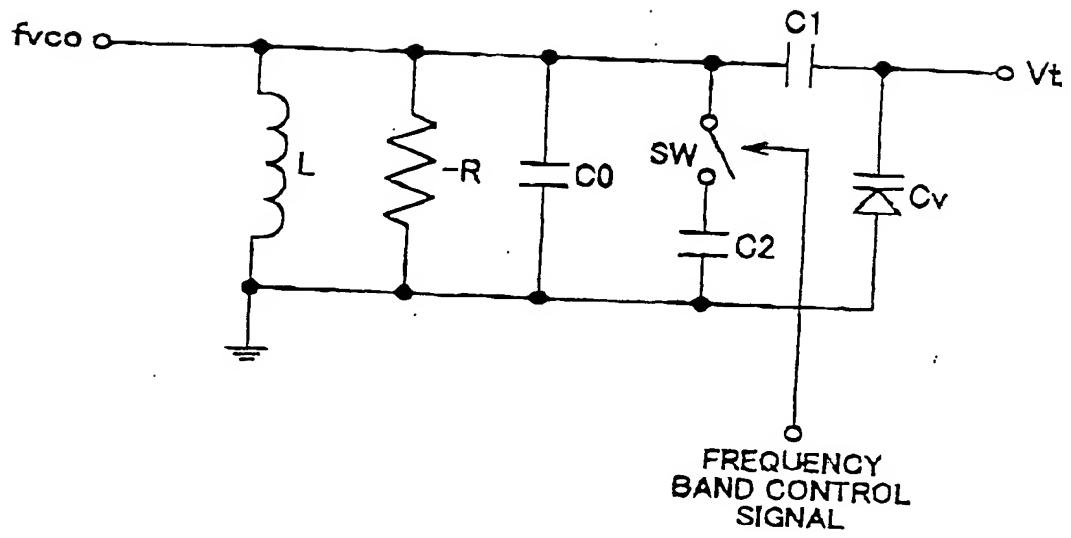 C1
fvco
Vt
L
-R
C0
SW
C2
Cv
FREQUENCY
BAND CONTROL
SIGNAL